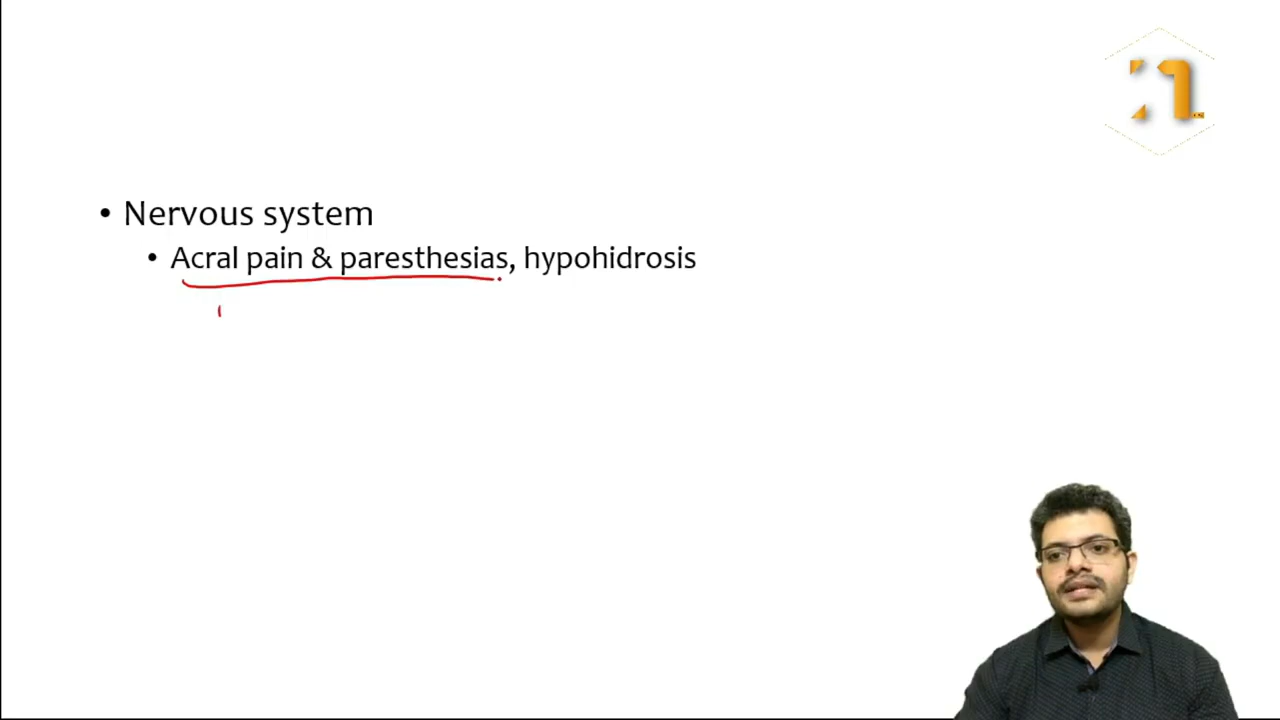 • Nervous system
• Acral pain & paresthesias, hypohidrosis